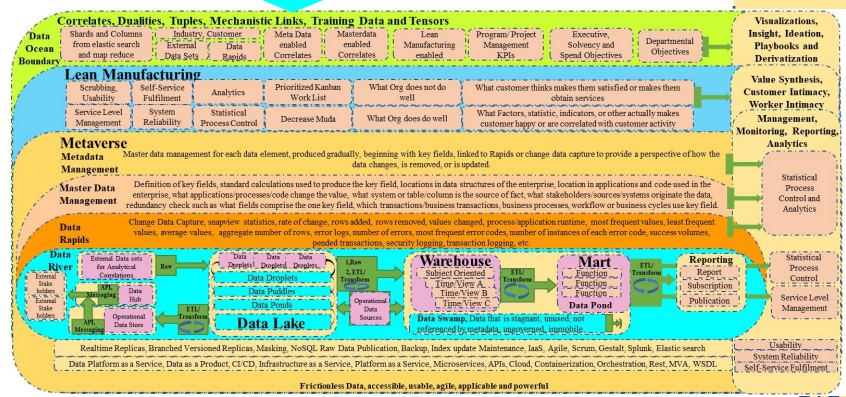 Correlates, Dualities, Tuples, Mechanistic Links, Training Data and Tensors
Data
Ocean
Boundary
Shards and Columns
from elastic search
and map reduce
Industry, Customer
External
Data Sets
Data
Rapids
Meta Data
enabled
Correlates
Masterdata
enabled
Correlates
Lean
Manufacturing
enabled
Program/ Project
Management
KPIs
Executive,
Solvency and
Spend Objectives
Departmental
Objectives
Visualizations,
Insight, Ideation,
Playbooks and
Derivatization
Lean Manufacturing
Scrubbing,
Usability
Self-Service
Fulfilment
Analytics
Prioritized Kanban
Work List
What Org does not do
well
What customer thinks makes them satisfied or makes them
obtain services
Service Level
Management
System
Reliability
Statistical
Process Control
Decrease Muda
What Org does do well
What Factors, statistic, indicators, or other actually makes
customer happy or are correlated with customer activity
Value Synthesis,
Customer Intimacy,
Worker Intimacy
Management,
Monitoring, Reporting,
Analytics
Metaverse
Metadata
Management
Master data management for each data element, produced gradually, beginning with key fields, linked to Rapids or change data capture to provide a perspective of how the
data changes, is removed, or is updated.
Master Data
Management
Definition of key fields, standard calculations used to produce the key field, locations in data structures of the enterprise, location in applications and code used in the
enterprise, what applications/processes/code change the value, what system or table/column is the source of fact, what stakeholders/sources/systems originate the data,
redundancy check such as what fields comprise the one key field, which transactions/business transactions, business processes, workflow or business cycles use key field.
Statistical
Process
Control and
Analytics
Data
Rapids
Change Data Capture, snapview statistics, rate of change, rows added, rows removed, values changed, process/application runtime, most frequent values, least frequent
values, average values, aggregate number of rows, error logs, number of errors, most frequent error codes, number of instances of each error code, success volumes,
pended transactions, security logging, transaction logging, etc.
Data
River
External Data sets
for Analytical
Correlations
Raw
Data
Droplets
Data
Droplets
Data
Droplets
Data Droplets
Data Puddles
Data Ponds
Data Lake
1,Raw
2, ETL/
Transform
Operational
Data
Sources
Warehouse
Subject Oriented
Time/View A
Time/View B
Time/View C
ETL/
Transform
Mart
Function
Function
Function
Data Pond
ETL/
Transform
Reporting
Report
Subscription
Publication
Statistical
Process
Control
Service Level
Management
External
Stake
holders
External
Stake
holders
API,
Messaging
Data
Hub
API,
Messaging
Operational
Data Store
ETL/
Transform
Data Swamp, Data that is stagnant, unused, not
referenced by metadata, ungoverned, immobile.
Realtime Replicas, Branched Versioned Replicas, Masking, NoSQL Raw Data Publication, Backup, Index update Maintenance, IaaS, Agile, Scrum, Gestalt, Splunk, Elastic search
Data Platform as a Service, Data as a Product, CI/CD, Infrastructure as a Service, Platform as a Service, Microservices, APIs, Cloud, Containerization, Orchestration, Rest, MVA, WSDL
Usability
System Reliability
Self-Service Fulfilment
Frictionless Data, accessible, usable, agile, applicable and powerful